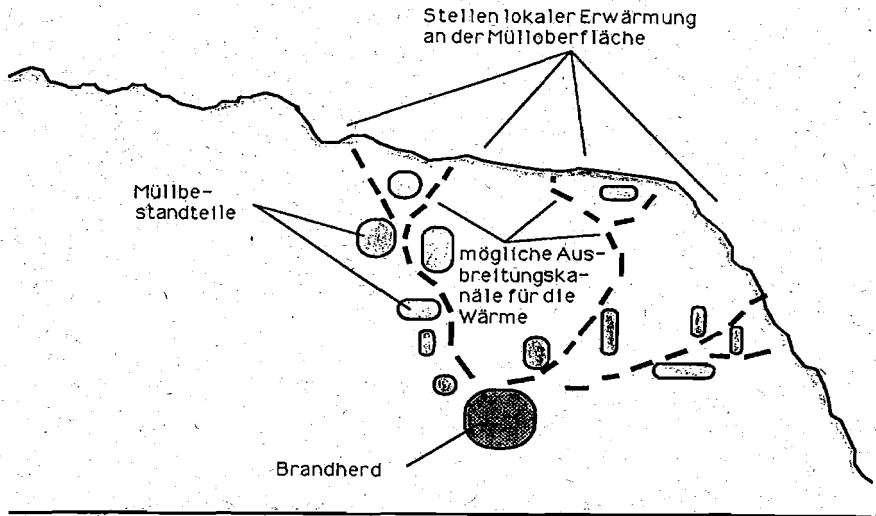 Stellen lokaler Erwärmung
an der Mülloberfläche
Müllbe-
standteile
mögliche Aus-
breitungska-
näle für die
Wärme
Brandherd